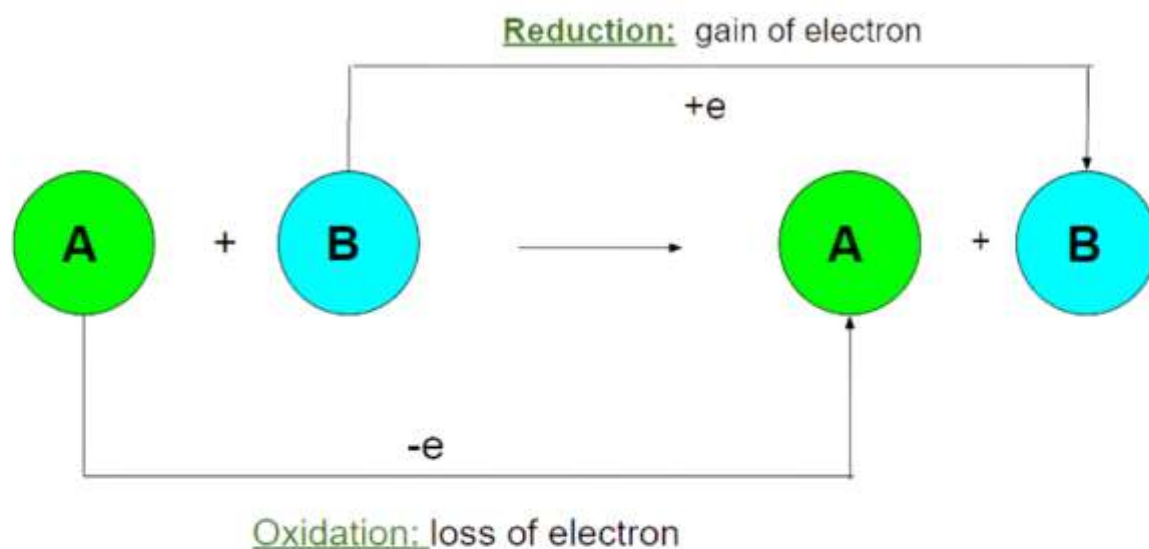 Reduction: gain of electron
+e
A + B A + B
-e
Oxidation: loss of electron